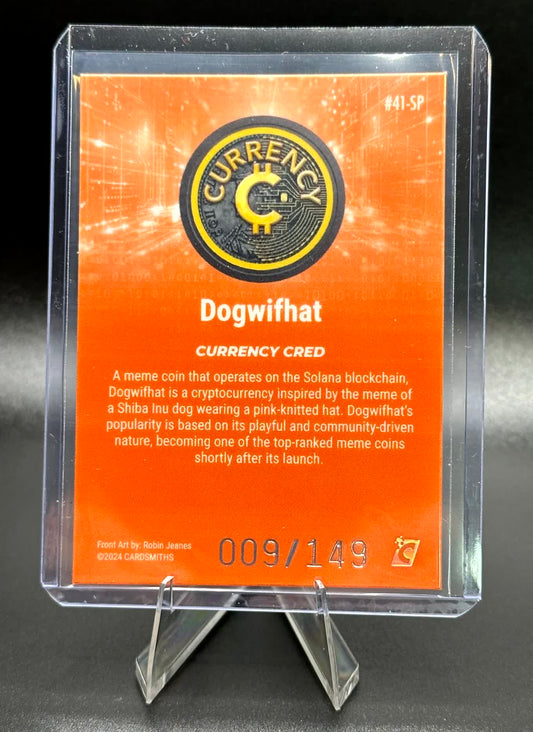 #41-SP
CURRENCY
Dogwifhat
CURRENCY CRED
A meme coin that operates on the Solana blockchain,
Dogwifhat is a cryptocurrency inspired by the meme of
a Shiba Inu dog wearing a pink-knitted hat. Dogwifhat's
popularity is based on its playful and community-driven
nature, becoming one of the top-ranked meme coins
shortly after its launch.
Front Art by: Robin Jeanes
©2024 CARDSMITHS
009/149